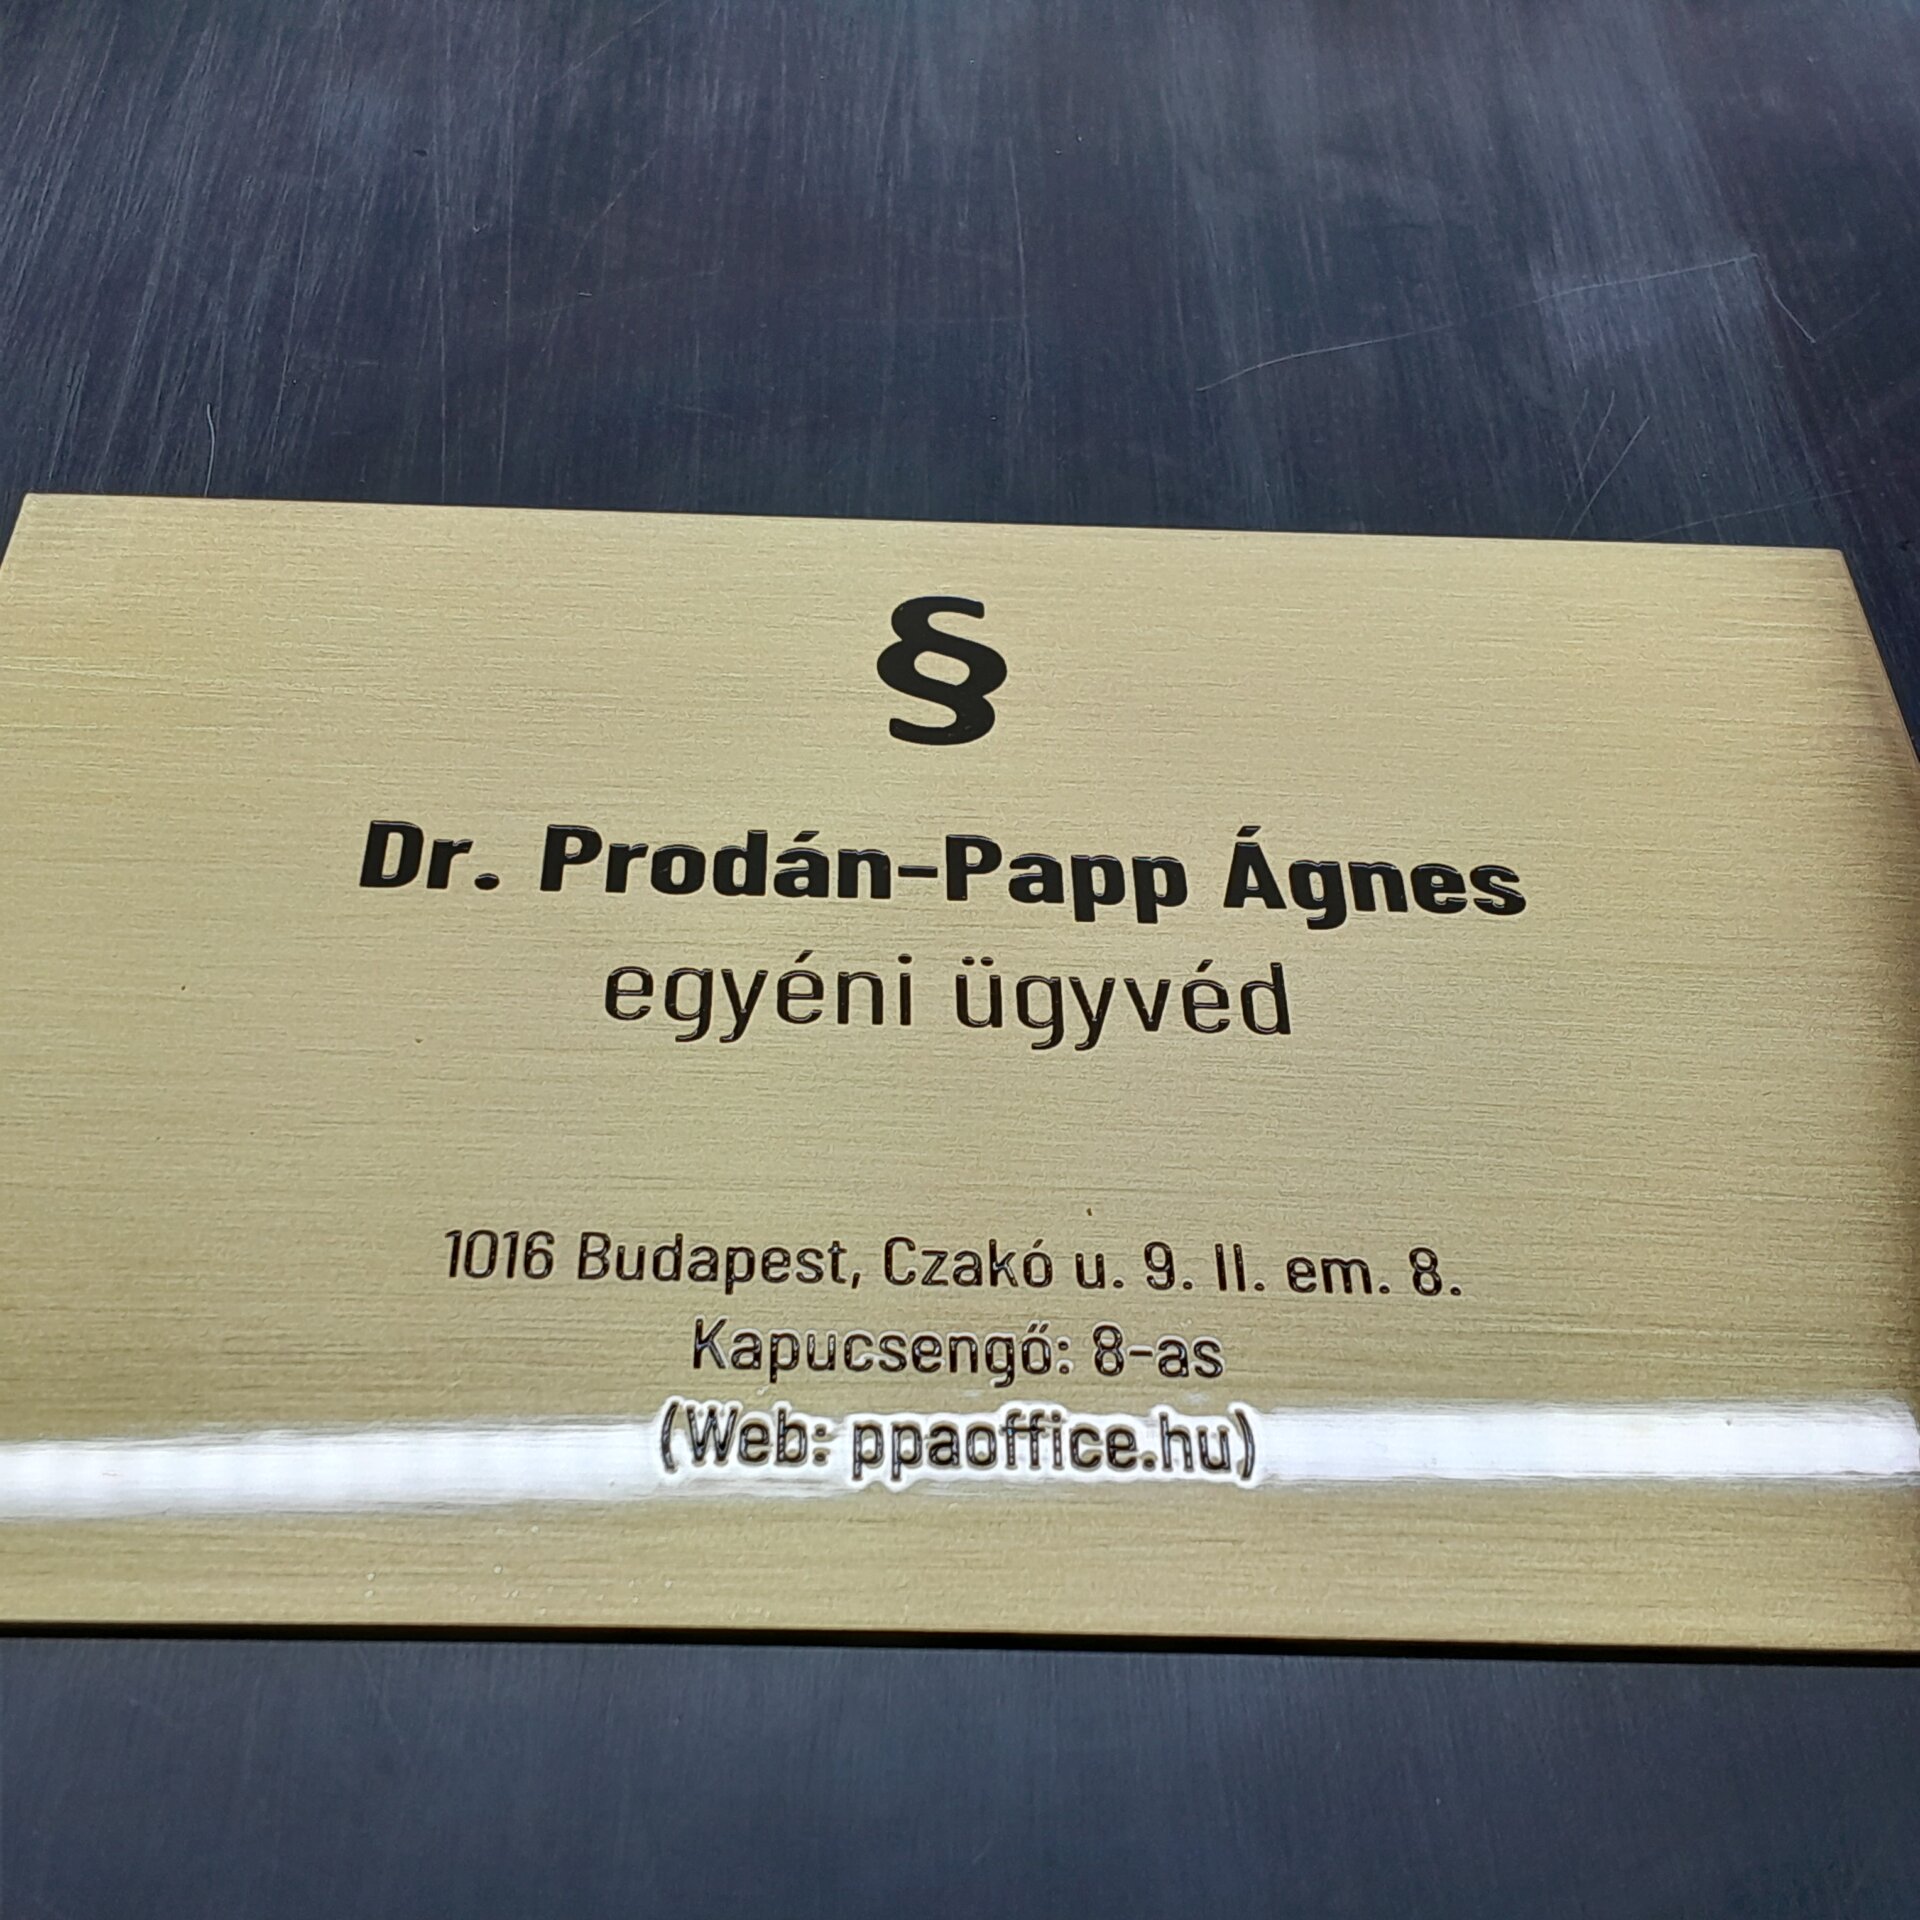 §
Dr. Prodán-Papp Ágnes
egyéni ügyvéd
1016 Budapest, Czakó u. 9. II. em. 8.
Kapucsengő: 8-as
(Web: ppaoffice.hu)